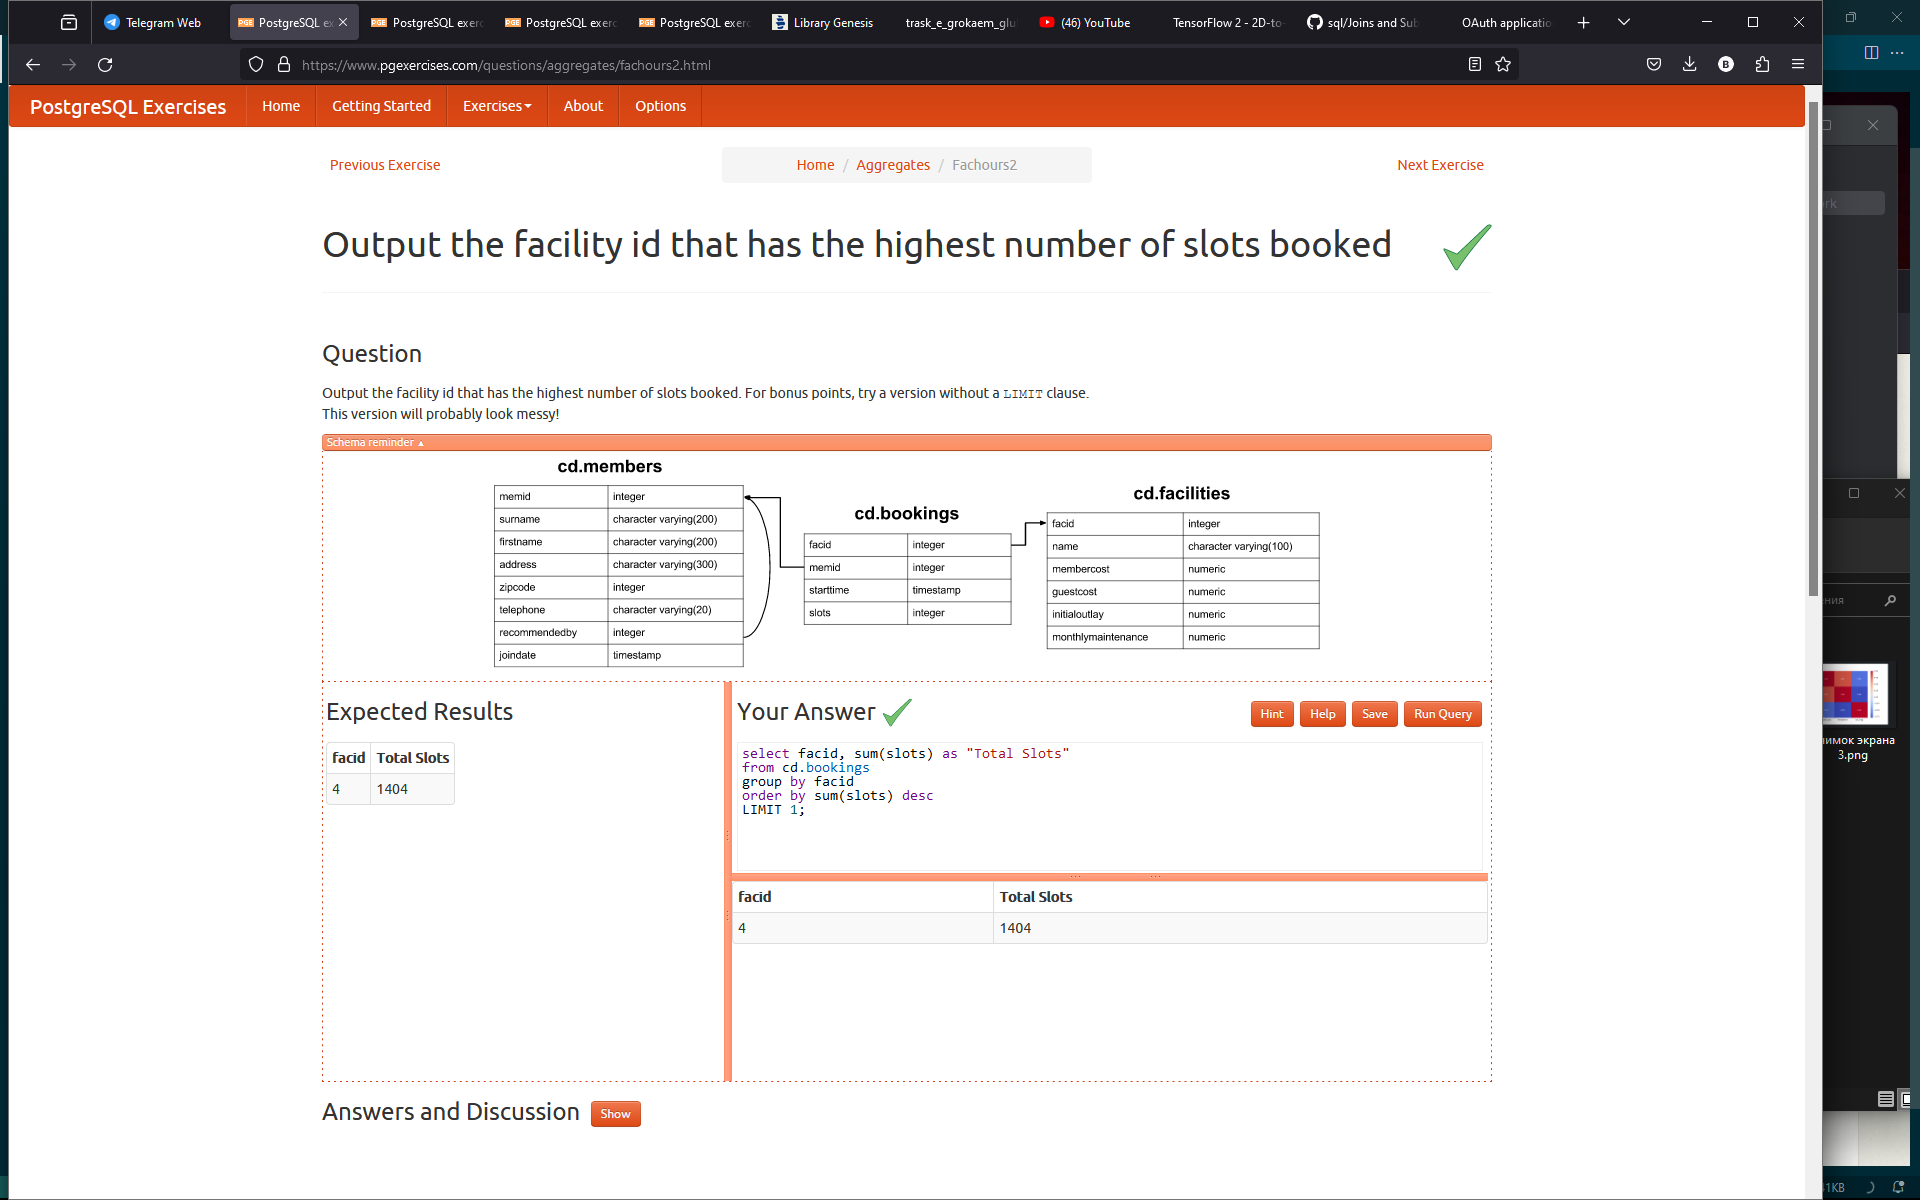 Telegram Web
PostgreSQL ex
PostgreSQL exerc
PostgreSQL exerc
PostgreSQL exerc
Library Genesis
trask_e_grokaem_glu
(46) YouTube
TensorFlow 2 - 2D-to-
sql/Joins and Sub
OAuth applicatio
https://www.pgexercises.com/questions/aggregates/fachours2.html
PostgreSQL Exercises
Home
Getting Started
Exercises
About
Options
Previous Exercise
Home / Aggregates / Fachours2
Next Exercise
Output the facility id that has the highest number of slots booked
Question
Output the facility id that has the highest number of slots booked. For bonus points, try a version without a LIMIT clause.
This version will probably look messy!
Schema reminder
cd.members
memid integer
surname character varying(200)
firstname character varying(200)
address character varying(300)
zipcode integer
telephone character varying(20)
recommendedby integer
joindate timestamp
cd.bookings
facid integer
memid integer
starttime timestamp
slots integer
cd.facilities
facid integer
name character varying(100)
membercost numeric
guestcost numeric
initialoutlay numeric
monthlymaintenance numeric
Expected Results
facid Total Slots
4 1404
Your Answer
Hint
Help
Save
Run Query
select facid, sum(slots) as "Total Slots"
from cd.bookings
group by facid
order by sum(slots) desc
LIMIT 1;
facid Total Slots
4 1404
Answers and Discussion
Show
имок экрана
3.png